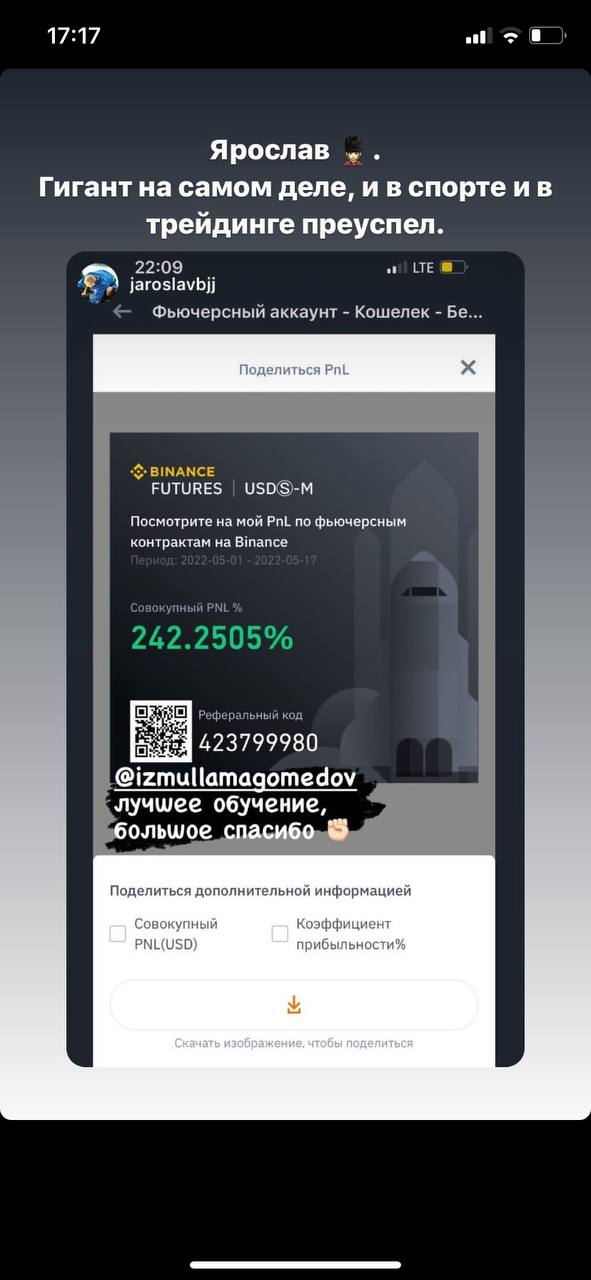 17:17
Ярослав 💂🏻‍♂️ .
Гигант на самом деле, и в спорте и в
трейдинге преуспел.
22:09
LTE
jaroslavbjj
Фьючерсный аккаунт - Кошелек - Бе...
Поделиться PnL
BINANCE
FUTURES | USDⓈ-M
Посмотрите на мой PnL по фьючерсным
контрактам на Binance
Период: 2022-05-01 - 2022-05-17
Совокупный PNL %
242.2505%
Реферальный код
423799980
@izmullamagomedov
лучшее обучение,
большое спасибо ✊🏻
Поделиться дополнительной информацией
Совокупный
PNL(USD)
Коэффициент
прибыльности%
Скачать изображение, чтобы поделиться